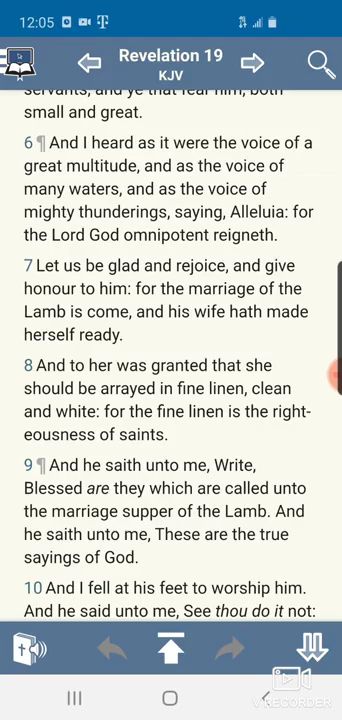 12:05
Revelation 19
KJV
servants, and ye that fear him, both
small and great.
6 ¶ And I heard as it were the voice of a
great multitude, and as the voice of
many waters, and as the voice of
mighty thunderings, saying, Alleluia: for
the Lord God omnipotent reigneth.
7 Let us be glad and rejoice, and give
honour to him: for the marriage of the
Lamb is come, and his wife hath made
herself ready.
8 And to her was granted that she
should be arrayed in fine linen, clean
and white: for the fine linen is the right-
eousness of saints.
9 ¶ And he saith unto me, Write,
Blessed are they which are called unto
the marriage supper of the Lamb. And
he saith unto me, These are the true
sayings of God.
10 And I fell at his feet to worship him.
And he said unto me, See thou do it not:
V RECORDER